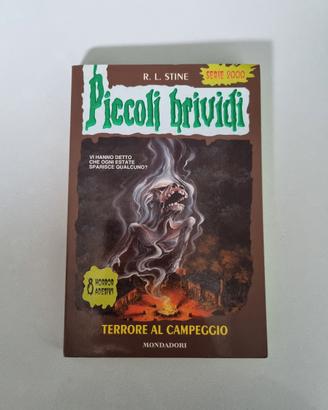 R. L. STINE
SERIE 2000
Piccoli brividi
VI HANNO DETTO
CHE OGNI ESTATE
SPARISCE QUALCUNO?
8 HORROR
ADESIVI
TERRORE AL CAMPEGGIO
MONDADORI